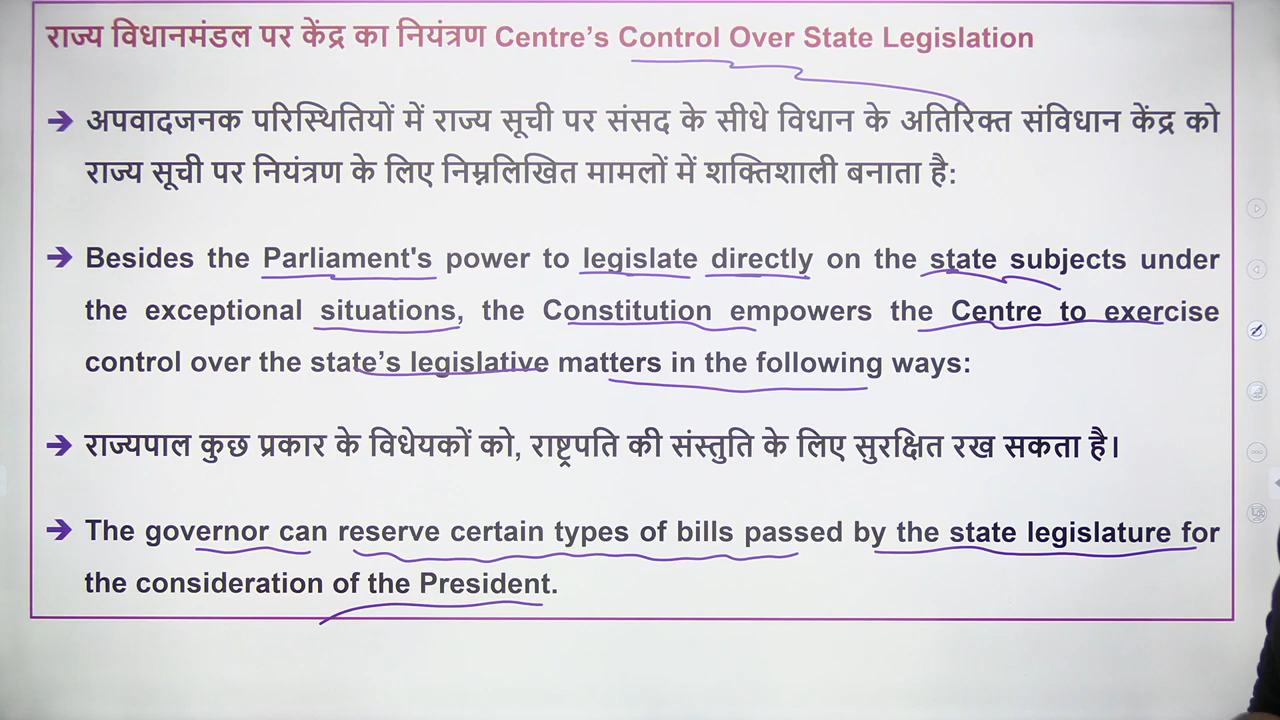 राज्य विधानमंडल पर केंद्र का नियंत्रण Centre’s Control Over State Legislation
➔ अपवादजनक परिस्थितियों में राज्य सूची पर संसद के सीधे विधान के अतिरिक्त संविधान केंद्र को
राज्य सूची पर नियंत्रण के लिए निम्नलिखित मामलों में शक्तिशाली बनाता है:
➔ Besides the Parliament's power to legislate directly on the state subjects under
the exceptional situations, the Constitution empowers the Centre to exercise
control over the state’s legislative matters in the following ways:
➔ राज्यपाल कुछ प्रकार के विधेयकों को, राष्ट्रपति की संस्तुति के लिए सुरक्षित रख सकता है।
➔ The governor can reserve certain types of bills passed by the state legislature for
the consideration of the President.